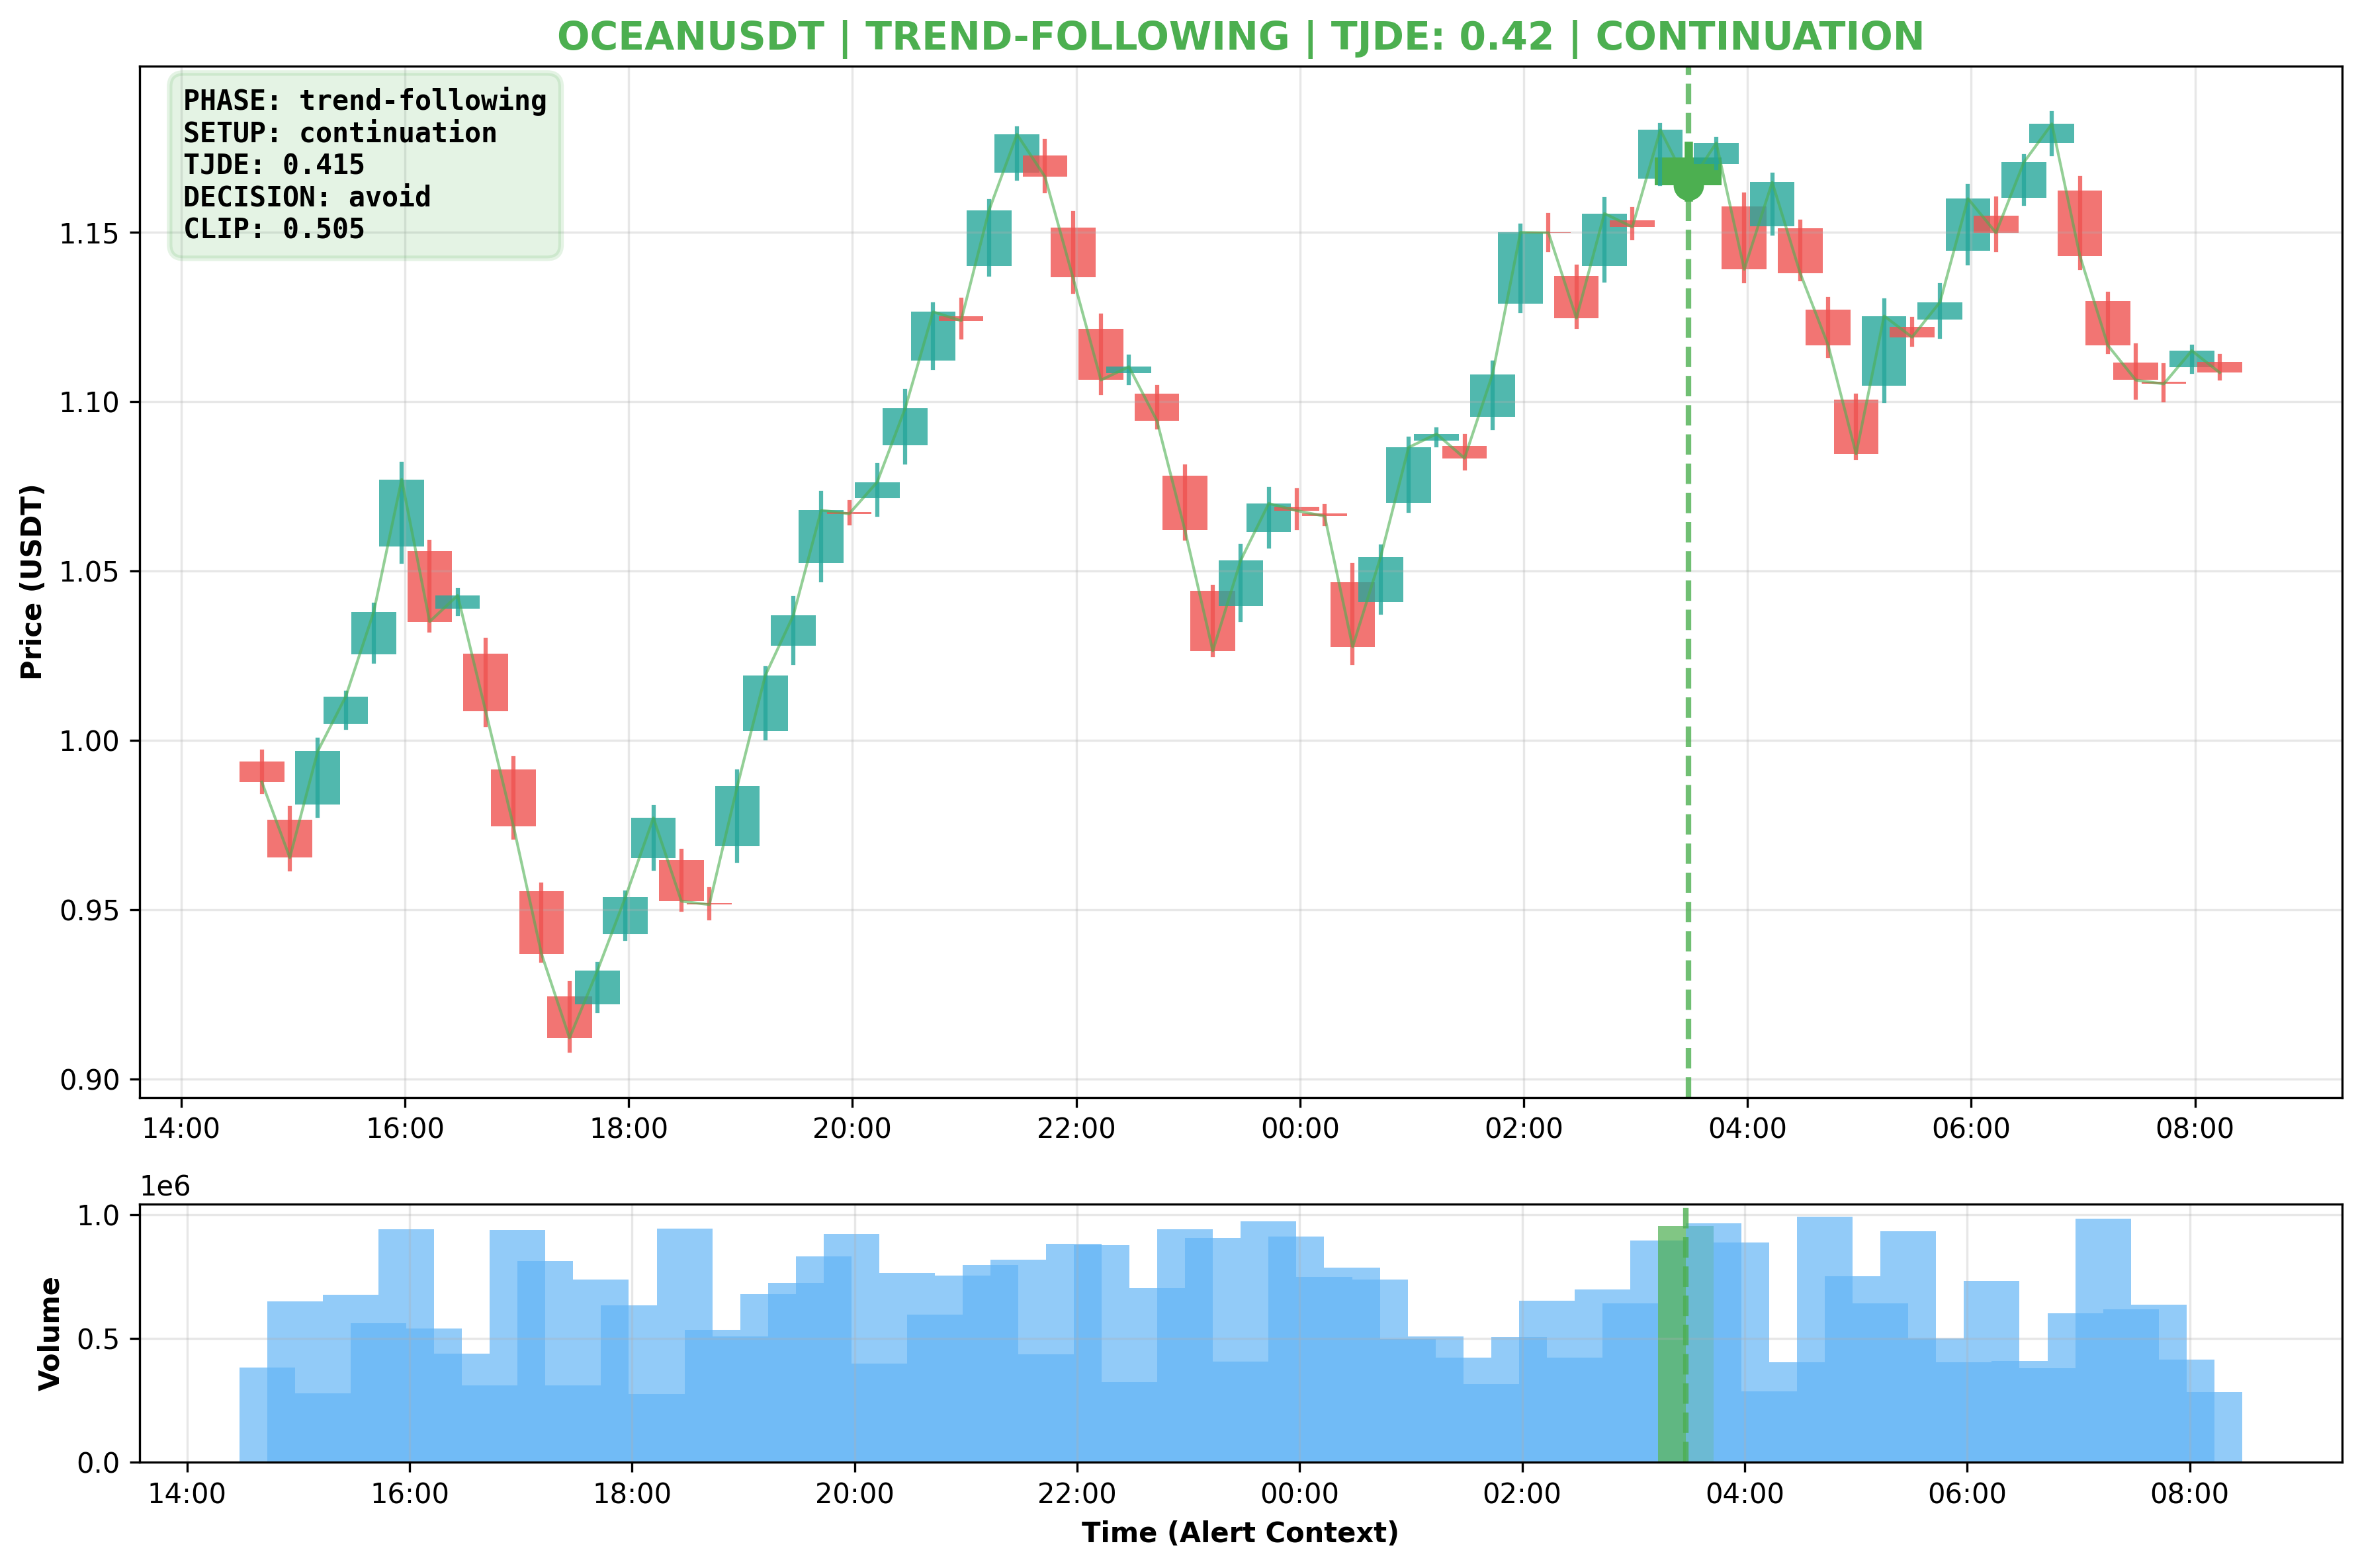 OCEANUSDT | TREND-FOLLOWING | TJDE: 0.42 | CONTINUATION
PHASE: trend-following
SETUP: continuation
TJDE: 0.415
DECISION: avoid
CLIP: 0.505
Price (USDT)
1.15
1.10
1.05
1.00
0.95
0.90
14:00 16:00 18:00 20:00 22:00 00:00 02:00 04:00 06:00 08:00
1e6
Volume
1.0
0.5
0.0
14:00 16:00 18:00 20:00 22:00 00:00 02:00 04:00 06:00 08:00
Time (Alert Context)